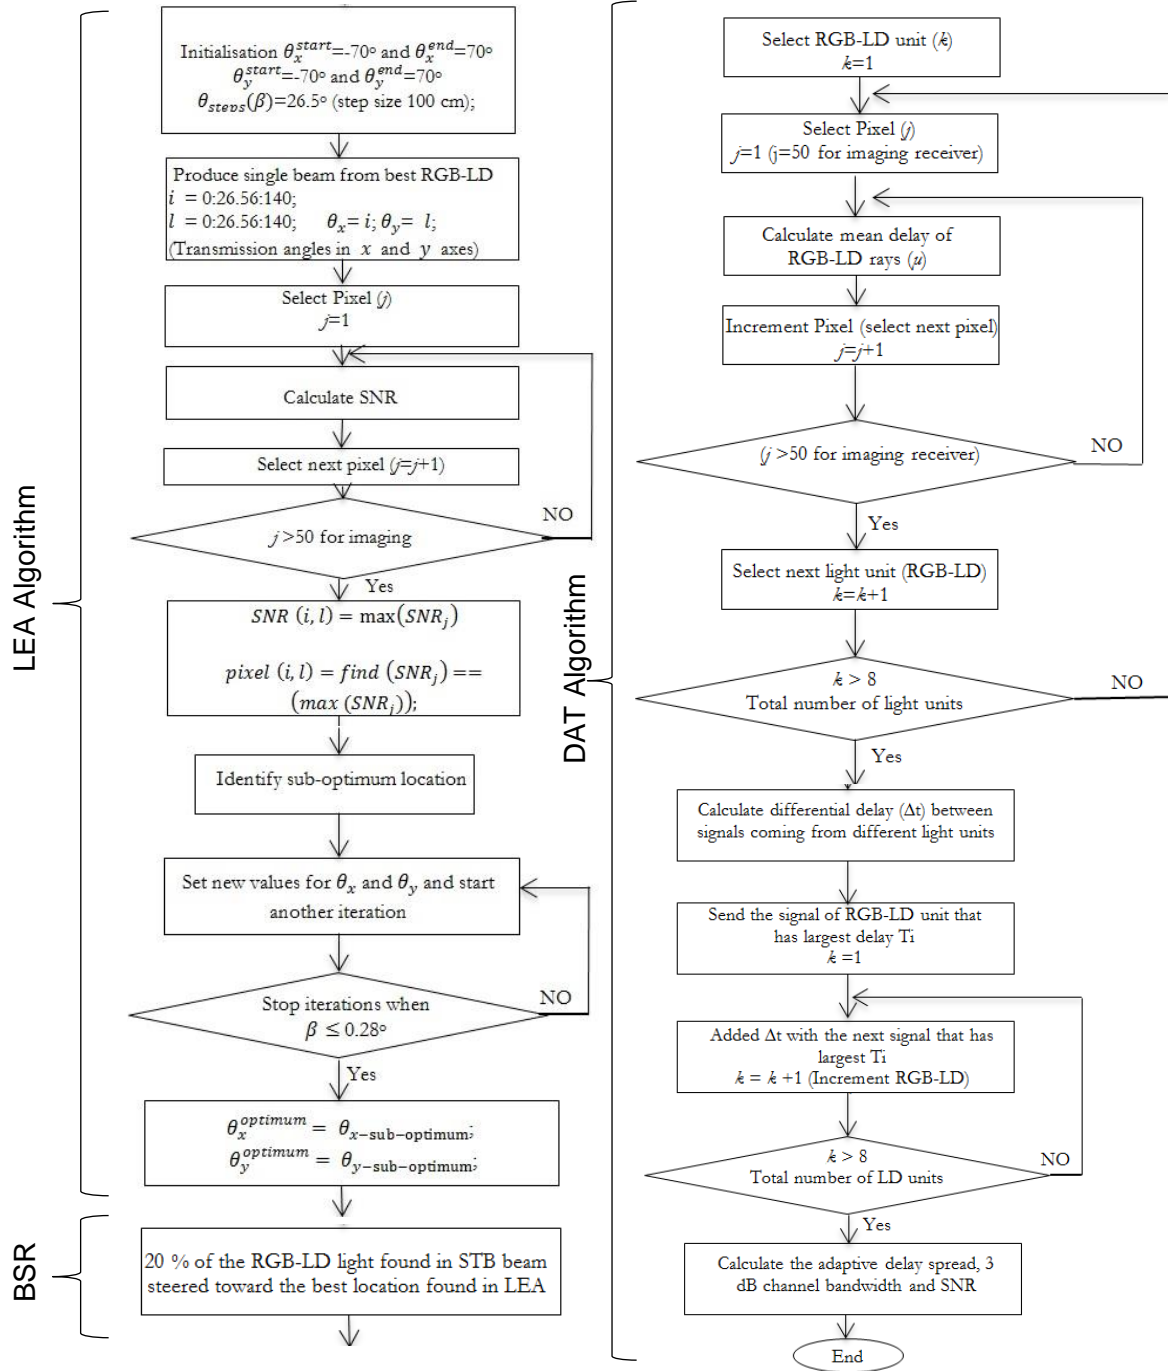 LEA Algorithm
Initialisation θ_x^start=-70° and θ_x^end=70°
θ_y^start=-70° and θ_y^end=70°
θ_steps(β)=26.5° (step size 100 cm);
Produce single beam from best RGB-LD
i = 0:26.56:140;
l = 0:26.56:140; θ_x= i; θ_y= l;
(Transmission angles in x and y axes)
Select Pixel (j)
j=1
Calculate SNR
Select next pixel (j=j+1)
j >50 for imaging
NO
Yes
SNR (i, l) = max(SNR_j)
pixel (i, l) = find (SNR_j) ==
(max (SNR_j));
Identify sub-optimum location
Set new values for θ_x and θ_y and start
another iteration
Stop iterations when
β ≤ 0.28°
NO
Yes
θ_x^optimum = θ_x-sub-optimum;
θ_y^optimum = θ_y-sub-optimum;
BSR
20 % of the RGB-LD light found in STB beam
steered toward the best location found in LEA
DAT Algorithm
Select RGB-LD unit (k)
k=1
Select Pixel (j)
j=1 (j=50 for imaging receiver)
Calculate mean delay of
RGB-LD rays (u)
Increment Pixel (select next pixel)
j=j+1
(j >50 for imaging receiver)
NO
Yes
Select next light unit (RGB-LD)
k=k+1
k > 8
Total number of light units
NO
Yes
Calculate differential delay (Δt) between
signals coming from different light units
Send the signal of RGB-LD unit that
has largest delay Ti
k =1
Added Δt with the next signal that has
largest Ti
k = k +1 (Increment RGB-LD)
k > 8
Total number of LD units
NO
Yes
Calculate the adaptive delay spread, 3
dB channel bandwidth and SNR
End